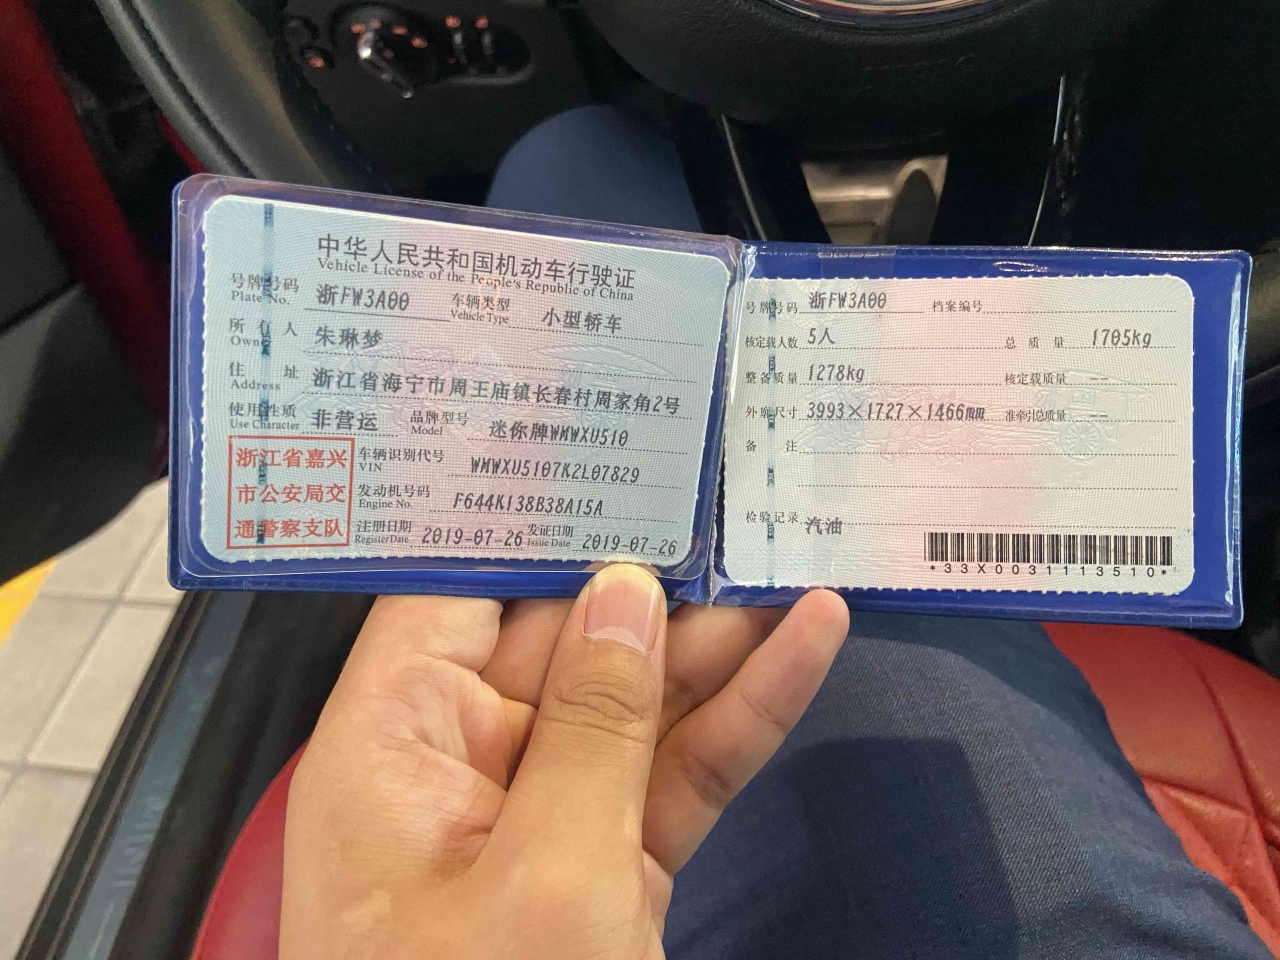 中华人民共和国机动车行驶证
Vehicle License of the People's Republic of China
号牌号码 浙FW3A00 车辆类型 小型轿车
Plate No. Vehicle Type
所有人 朱琳梦
Owner
住址 浙江省海宁市周王庙镇长春村周家角2号
Address
使用性质 非营运 品牌型号 迷你牌WMWXU510
Use Character Model
浙江省嘉兴
市公安局交
通警察支队
车辆识别代号 WMWXU5107K2L07829
VIN
发动机号码 F644K138B38A15A
Engine No.
注册日期 2019-07-26 发证日期 2019-07-26
Register Date Issue Date
号牌号码 浙FW3A00 档案编号
核定载人数 5人 总质量 1705kg
整备质量 1278kg 核定载质量 --
外廓尺寸 3993×1727×1466mm 准牵引总质量 --
备注
检验记录 汽油
*33X0031113510*